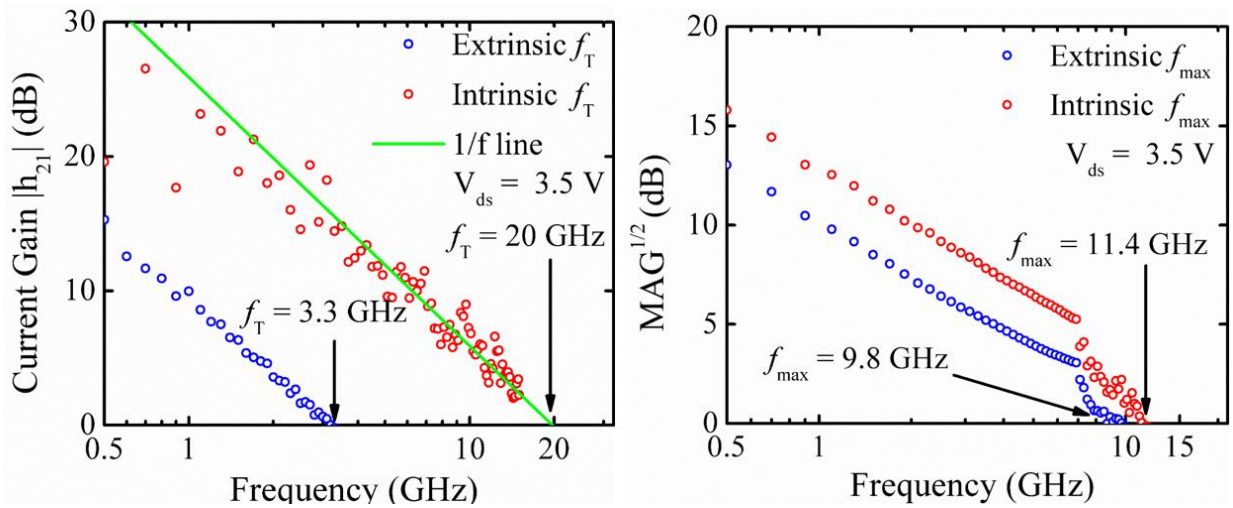 30
20
10
0
Current Gain |h21| (dB)
Extrinsic fT
Intrinsic fT
1/f line
Vds = 3.5 V
fT = 20 GHz
fT = 3.3 GHz
0.5 1 10 20
Frequency (GHz)
20
15
10
5
0
MAG1/2 (dB)
Extrinsic fmax
Intrinsic fmax
Vds = 3.5 V
fmax = 11.4 GHz
fmax = 9.8 GHz
0.5 1 10 15
Frequency (GHz)